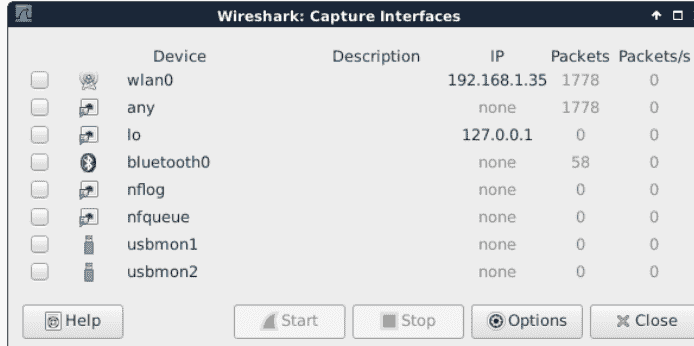 Wireshark: Capture Interfaces
Device Description IP Packets Packets/s
wlan0 192.168.1.35 1778 0
any none 1778 0
lo 127.0.0.1 0 0
bluetooth0 none 58 0
nflog none 0 0
nfqueue none 0 0
usbmon1 none 0 0
usbmon2 none 0 0
Help Start Stop Options Close